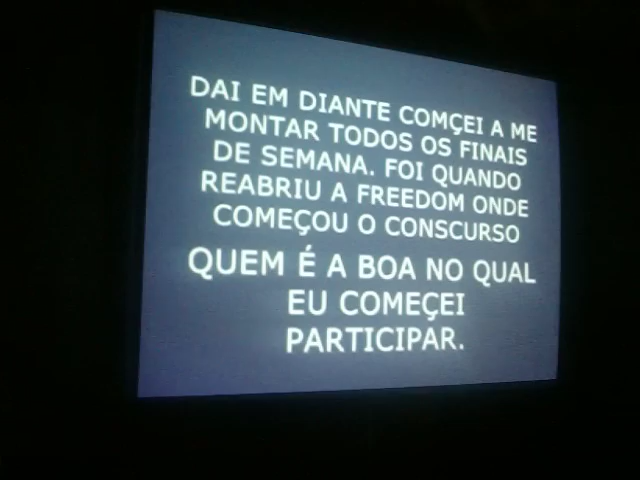 DAI EM DIANTE COMÇEI A ME
MONTAR TODOS OS FINAIS
DE SEMANA. FOI QUANDO
REABRIU A FREEDOM ONDE
COMEÇOU O CONSCURSO
QUEM É A BOA NO QUAL
EU COMEÇEI
PARTICIPAR.